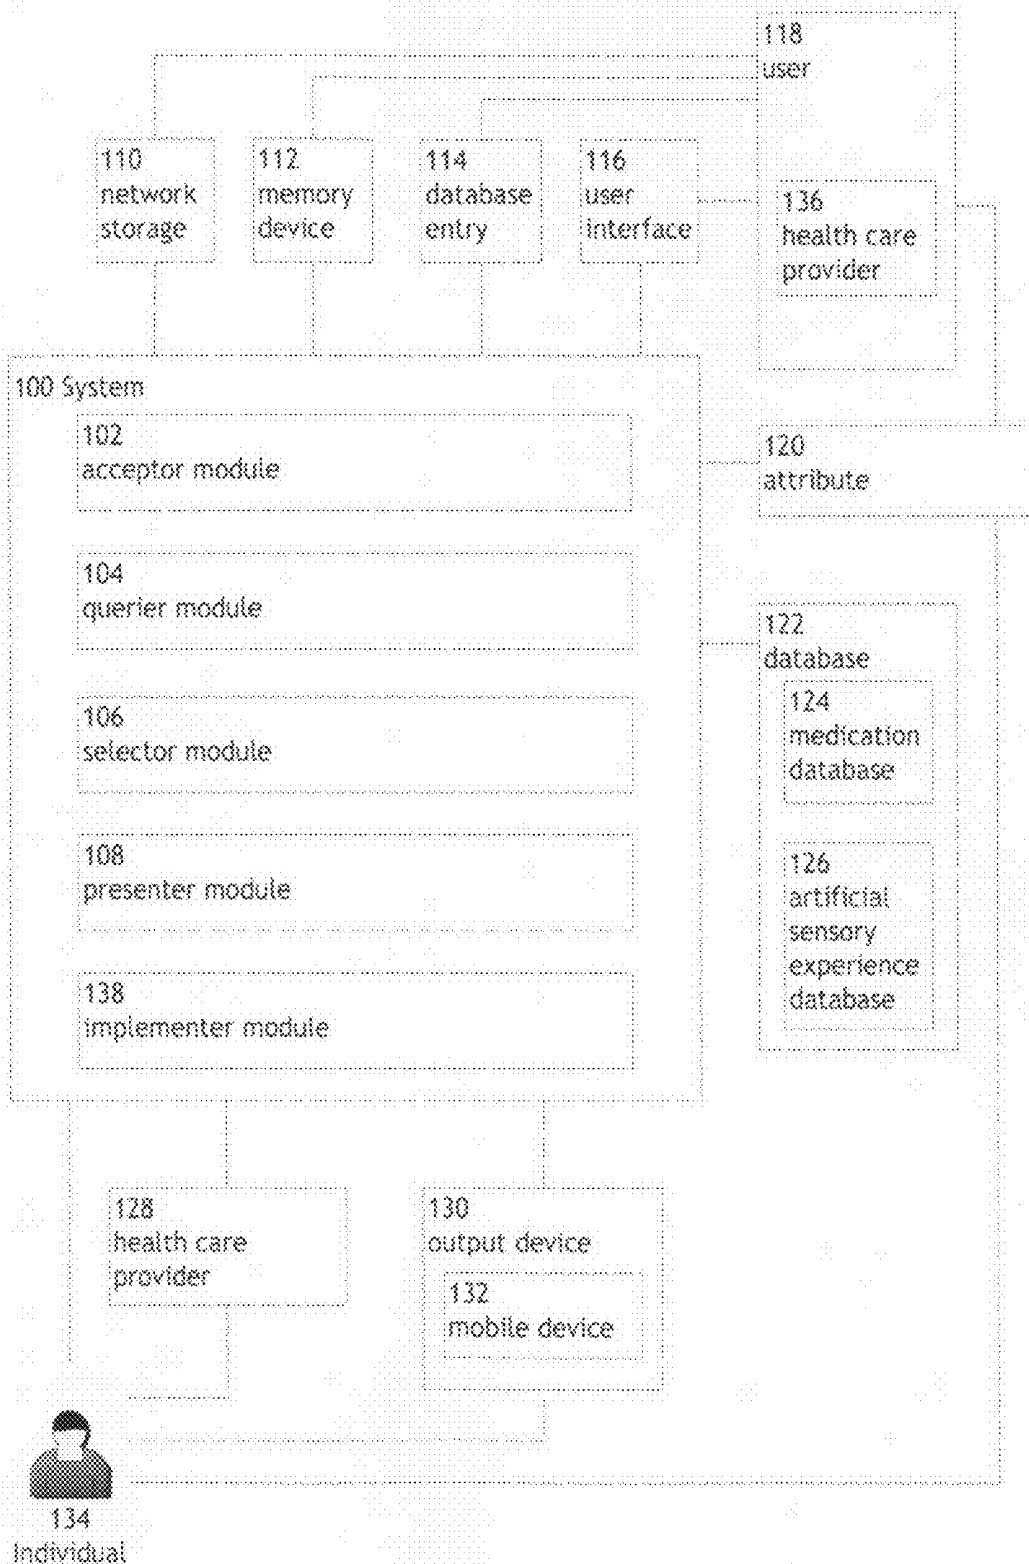 118
user
110
network
storage
112
memory
device
114
database
entry
116
user
interface
136
health care
provider
100 System
102
acceptor module
120
attribute
104
querier module
122
database
124
medication
database
106
selector module
108
presenter module
126
artificial
sensory
experience
database
138
implementer module
128
health care
provider
130
output device
132
mobile device
134
Individual